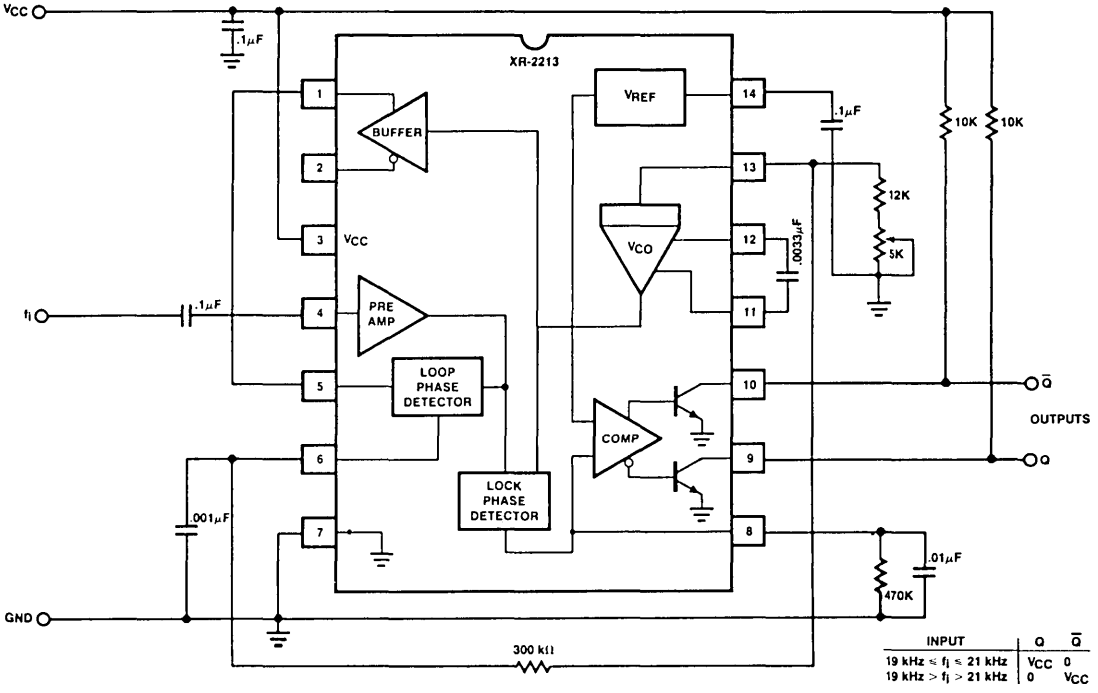 VCC
.1µF
XR-2213
1
BUFFER
2
3
VCC
fi
.1µF
4
PRE
AMP
5
LOOP
PHASE
DETECTOR
6
.001µF
7
LOCK
PHASE
DETECTOR
GND
VREF
14
.1µF
10K
10K
13
12K
VCO
12
.0033µF
5K
11
10
Q̅
OUTPUTS
COMP
9
Q
8
.01µF
470K
300 kΩ
INPUT Q Q̅
19 kHz ≤ fi ≤ 21 kHz VCC 0
19 kHz > fi > 21 kHz 0 VCC